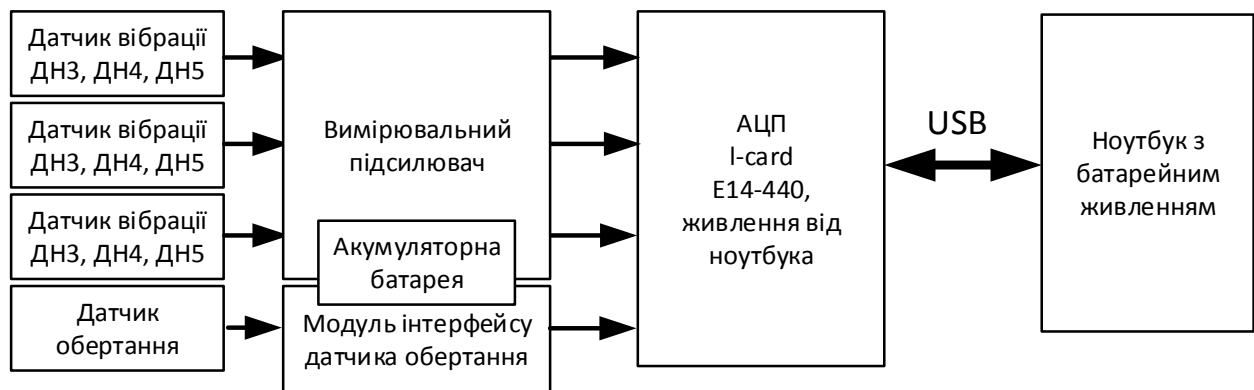 Датчик вібрації
ДН3, ДН4, ДН5
Датчик вібрації
ДН3, ДН4, ДН5
Датчик вібрації
ДН3, ДН4, ДН5
Датчик
обертання
Вимірювальний
підсилювач
Акумуляторна
батарея
Модуль інтерфейсу
датчика обертання
АЦП
l-card
E14-440,
живлення від
ноутбука
USB
Ноутбук з
батарейним
живленням